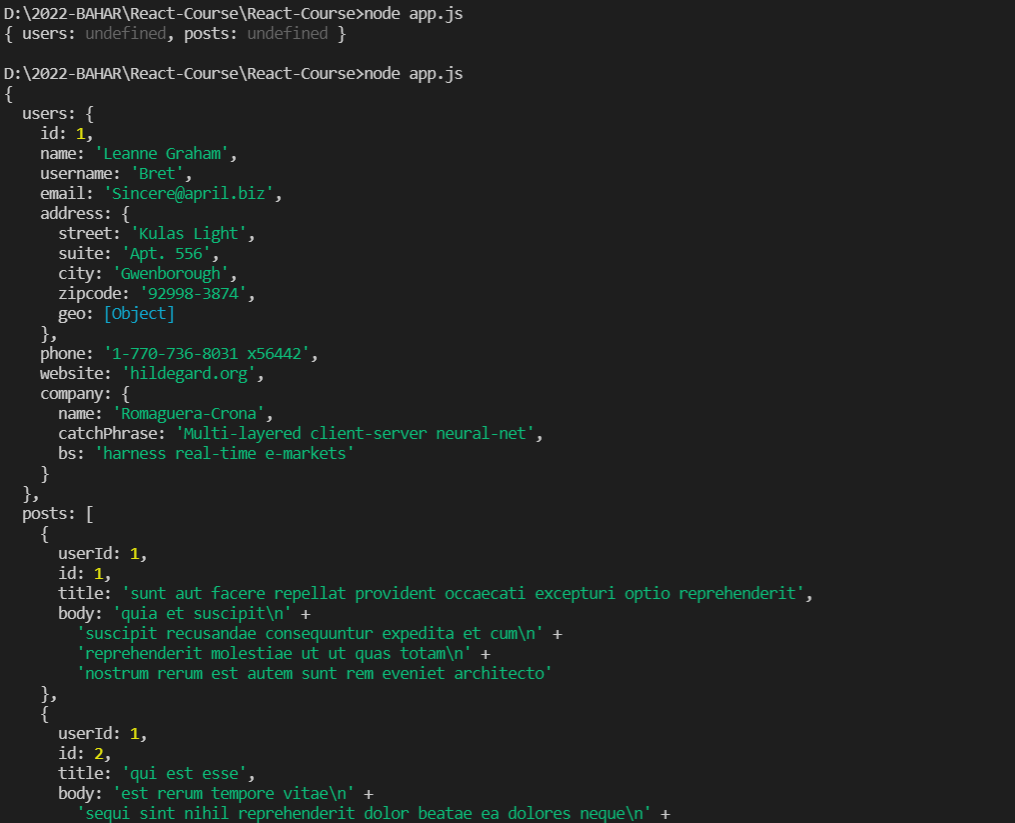 D:\2022-BAHAR\React-Course\React-Course>node app.js
{ users: undefined, posts: undefined }
D:\2022-BAHAR\React-Course\React-Course>node app.js
{
  users: {
    id: 1,
    name: 'Leanne Graham',
    username: 'Bret',
    email: 'Sincere@april.biz',
    address: {
      street: 'Kulas Light',
      suite: 'Apt. 556',
      city: 'Gwenborough',
      zipcode: '92998-3874',
      geo: [Object]
    },
    phone: '1-770-736-8031 x56442',
    website: 'hildegard.org',
    company: {
      name: 'Romaguera-Crona',
      catchPhrase: 'Multi-layered client-server neural-net',
      bs: 'harness real-time e-markets'
    }
  },
  posts: [
    {
      userId: 1,
      id: 1,
      title: 'sunt aut facere repellat provident occaecati excepturi optio reprehenderit',
      body: 'quia et suscipit\n' +
        'suscipit recusandae consequuntur expedita et cum\n' +
        'reprehenderit molestiae ut ut quas totam\n' +
        'nostrum rerum est autem sunt rem eveniet architecto'
    },
    {
      userId: 1,
      id: 2,
      title: 'qui est esse',
      body: 'est rerum tempore vitae\n' +
        'sequi sint nihil reprehenderit dolor beatae ea dolores neque\n' +